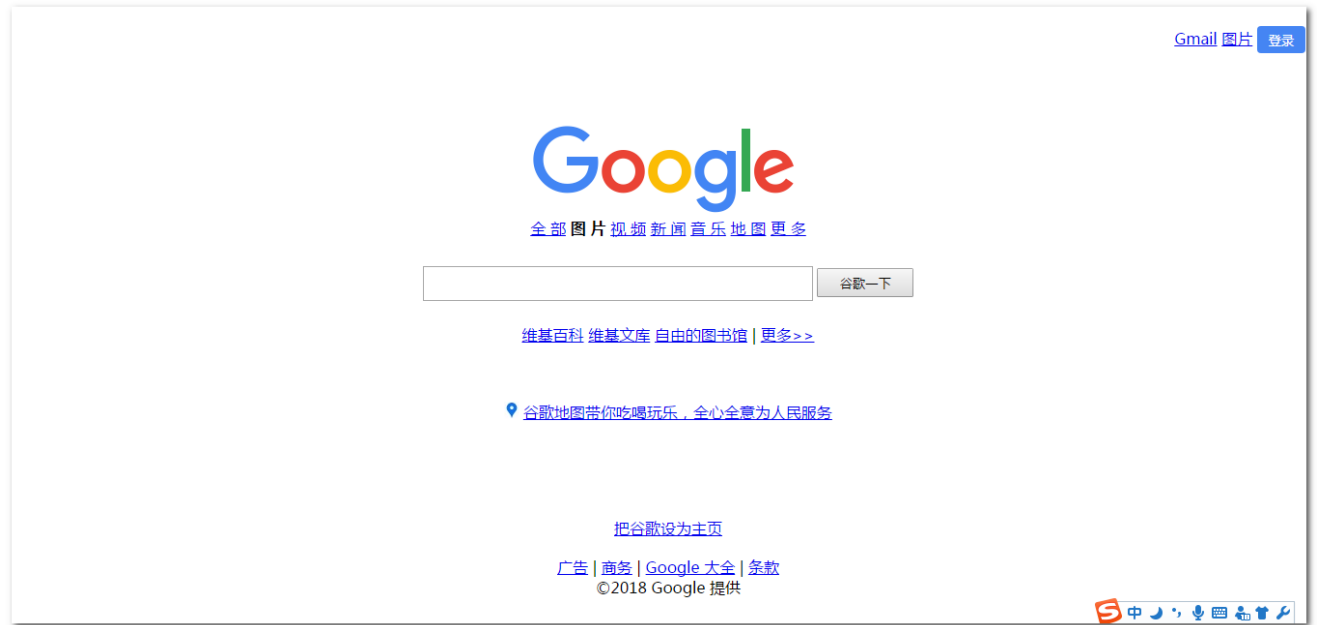 Gmail 图片 登录
Google
全 部 图 片 视 频 新 闻 音 乐 地 图 更 多
谷歌一下
维基百科 维基文库 自由的图书馆 | 更多>>
谷歌地图带你吃喝玩乐，全心全意为人民服务
把谷歌设为主页
广告 | 商务 | Google 大全 | 条款
©2018 Google 提供
S 中